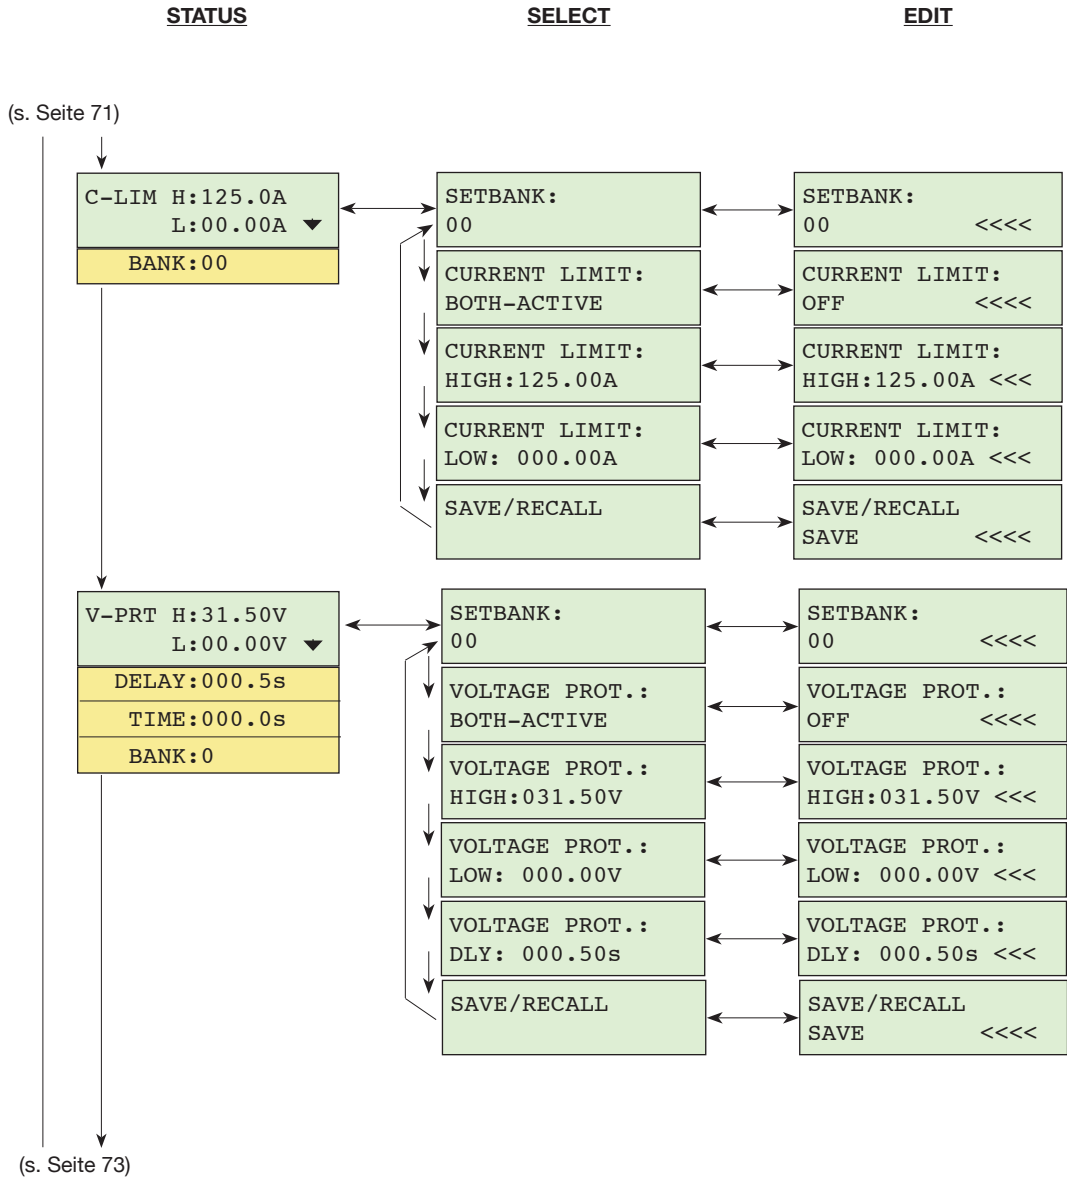 STATUS
SELECT
EDIT
(s. Seite 71)
C-LIM H:125.0A
L:00.00A
BANK:00
SETBANK:
00
CURRENT LIMIT:
BOTH-ACTIVE
CURRENT LIMIT:
HIGH:125.00A
CURRENT LIMIT:
LOW: 000.00A
SAVE/RECALL
SETBANK:
00 <<<<
CURRENT LIMIT:
OFF <<<<
CURRENT LIMIT:
HIGH:125.00A <<<
CURRENT LIMIT:
LOW: 000.00A <<<
SAVE/RECALL
SAVE <<<<
V-PRT H:31.50V
L:00.00V
DELAY:000.5s
TIME:000.0s
BANK:0
SETBANK:
00
VOLTAGE PROT.:
BOTH-ACTIVE
VOLTAGE PROT.:
HIGH:031.50V
VOLTAGE PROT.:
LOW: 000.00V
VOLTAGE PROT.:
DLY: 000.50s
SAVE/RECALL
SETBANK:
00 <<<<
VOLTAGE PROT.:
OFF <<<<
VOLTAGE PROT.:
HIGH:031.50V <<<
VOLTAGE PROT.:
LOW: 000.00V <<<
VOLTAGE PROT.:
DLY: 000.50s <<<
SAVE/RECALL
SAVE <<<<
(s. Seite 73)